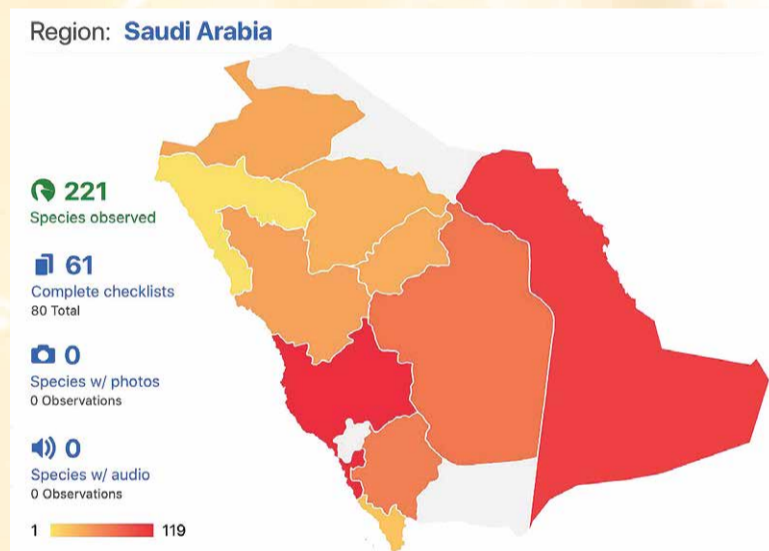 Region: Saudi Arabia
221
Species observed
61
Complete checklists
80 Total
0
Species w/ photos
0 Observations
0
Species w/ audio
0 Observations
1 119